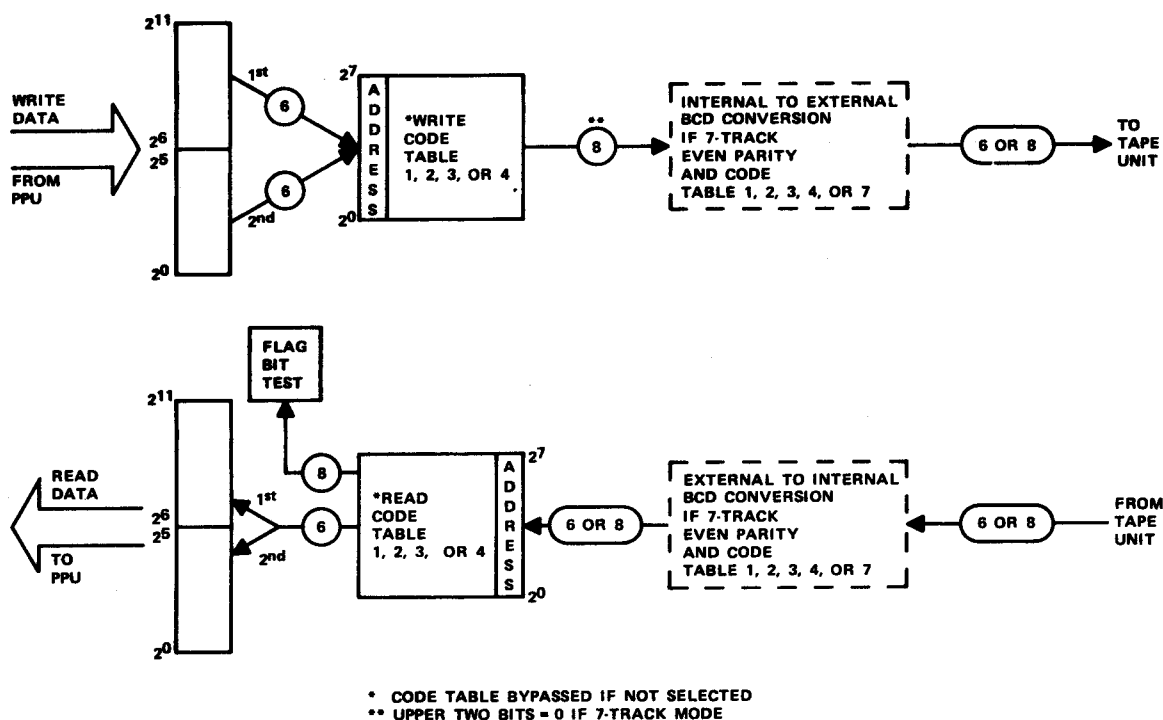 2¹¹
WRITE
DATA
FROM
PPU
2⁶
2⁵
2⁰
1st
6
6
2nd
2⁷
ADDRESS
2⁰
*WRITE
CODE
TABLE
1, 2, 3, OR 4
**
8
INTERNAL TO EXTERNAL
BCD CONVERSION
IF 7-TRACK
EVEN PARITY
AND CODE
TABLE 1, 2, 3, 4, OR 7
6 OR 8
TO
TAPE
UNIT
FLAG
BIT
TEST
2¹¹
READ
DATA
TO
PPU
2⁶
2⁵
2⁰
1st
2nd
8
6
*READ
CODE
TABLE
1, 2, 3, OR 4
ADDRESS
2⁷
2⁰
6 OR 8
EXTERNAL TO INTERNAL
BCD CONVERSION
IF 7-TRACK
EVEN PARITY
AND CODE
TABLE 1, 2, 3, 4, OR 7
6 OR 8
FROM
TAPE
UNIT
* CODE TABLE BYPASSED IF NOT SELECTED
** UPPER TWO BITS = 0 IF 7-TRACK MODE